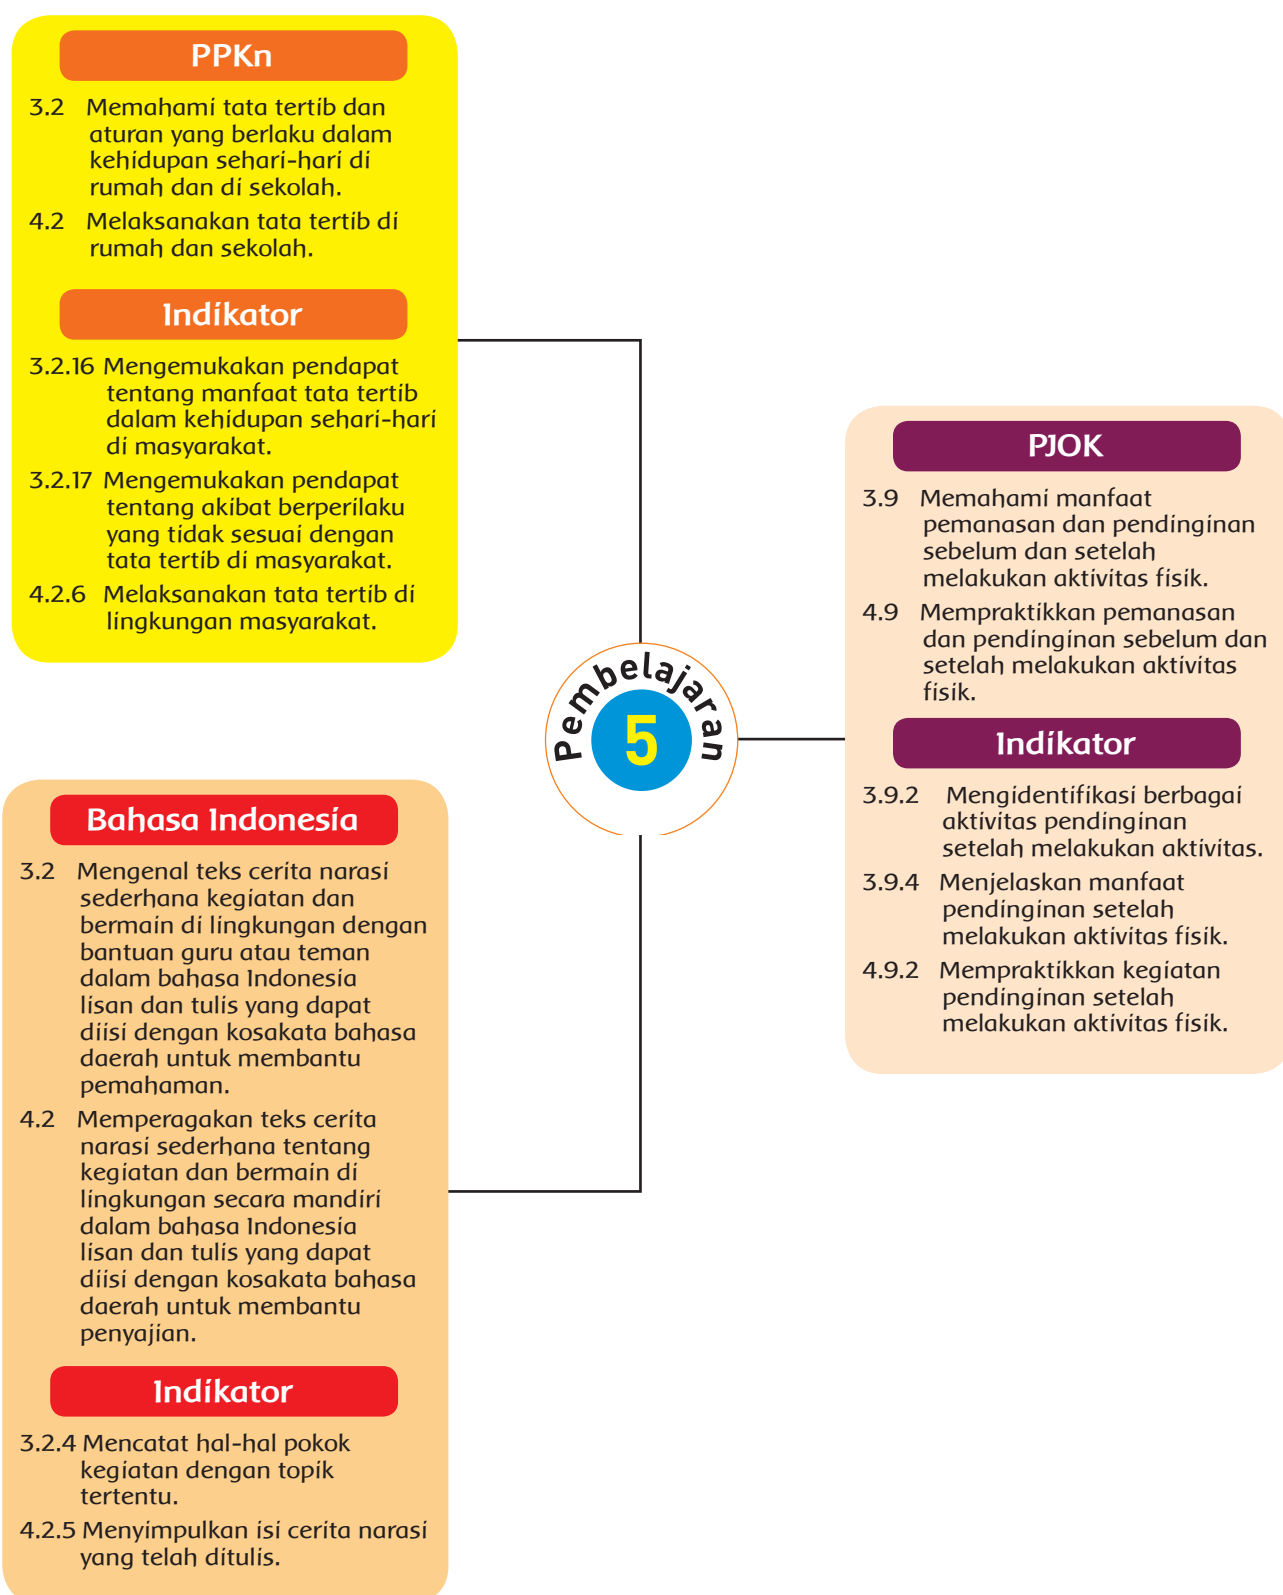 PPKn
3.2 Memahami tata tertib dan
aturan yang berlaku dalam
kehidupan sehari-hari di
rumah dan di sekolah.
4.2 Melaksanakan tata tertib di
rumah dan sekolah.
Indikator
3.2.16 Mengemukakan pendapat
tentang manfaat tata tertib
dalam kehidupan sehari-hari
di masyarakat.
3.2.17 Mengemukakan pendapat
tentang akibat berperilaku
yang tidak sesuai dengan
tata tertib di masyarakat.
4.2.6 Melaksanakan tata tertib di
lingkungan masyarakat.
Pembelajaran
5
PJOK
3.9 Memahami manfaat
pemanasan dan pendinginan
sebelum dan setelah
melakukan aktivitas fisik.
4.9 Mempraktikkan pemanasan
dan pendinginan sebelum dan
setelah melakukan aktivitas
fisik.
Indikator
3.9.2 Mengidentifikasi berbagai
aktivitas pendinginan
setelah melakukan aktivitas.
3.9.4 Menjelaskan manfaat
pendinginan setelah
melakukan aktivitas fisik.
4.9.2 Mempraktikkan kegiatan
pendinginan setelah
melakukan aktivitas fisik.
Bahasa Indonesia
3.2 Mengenal teks cerita narasi
sederhana kegiatan dan
bermain di lingkungan dengan
bantuan guru atau teman
dalam bahasa Indonesia
lisan dan tulis yang dapat
diisi dengan kosakata bahasa
daerah untuk membantu
pemahaman.
4.2 Memperagakan teks cerita
narasi sederhana tentang
kegiatan dan bermain di
lingkungan secara mandiri
dalam bahasa Indonesia
lisan dan tulis yang dapat
diisi dengan kosakata bahasa
daerah untuk membantu
penyajian.
Indikator
3.2.4 Mencatat hal-hal pokok
kegiatan dengan topik
tertentu.
4.2.5 Menyimpulkan isi cerita narasi
yang telah ditulis.